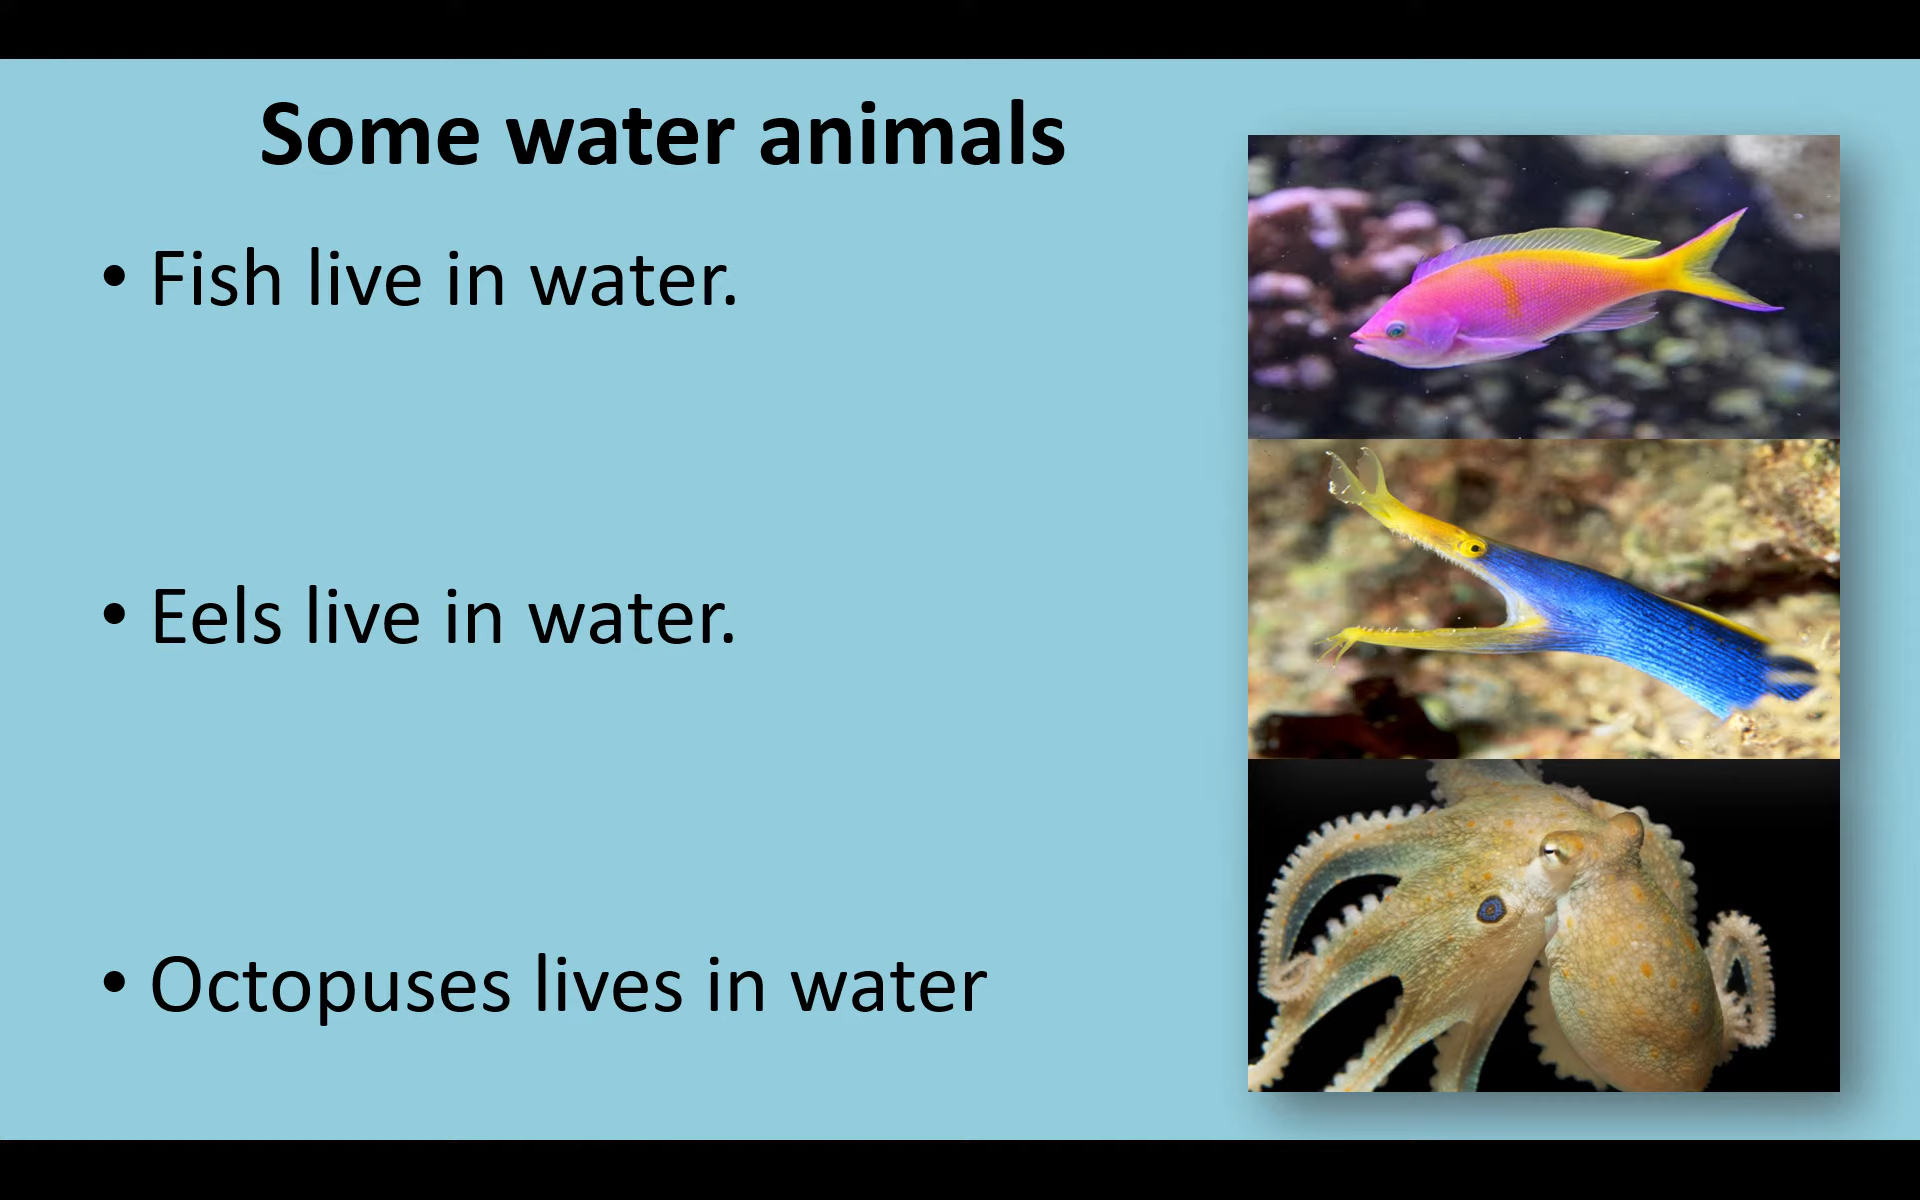 Some water animals
• Fish live in water.
• Eels live in water.
• Octopuses lives in water